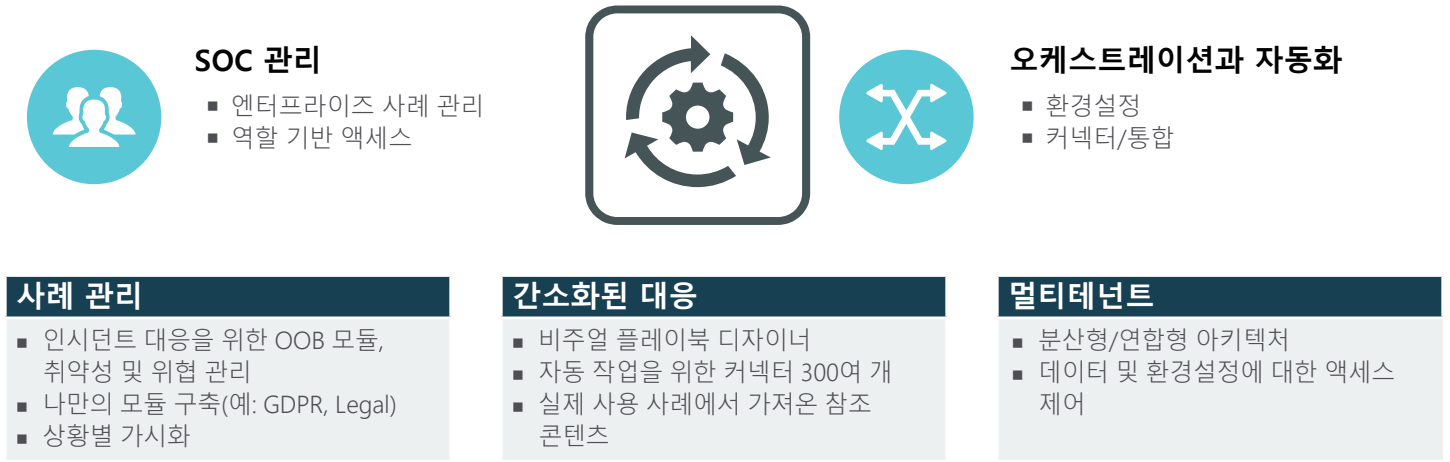 SOC 관리
■ 엔터프라이즈 사례 관리
■ 역할 기반 액세스
오케스트레이션과 자동화
■ 환경설정
■ 커넥터/통합
사례 관리
■ 인시던트 대응을 위한 OOB 모듈,
취약성 및 위협 관리
■ 나만의 모듈 구축(예: GDPR, Legal)
■ 상황별 가시화
간소화된 대응
■ 비주얼 플레이북 디자이너
■ 자동 작업을 위한 커넥터 300여 개
■ 실제 사용 사례에서 가져온 참조
콘텐츠
멀티테넌트
■ 분산형/연합형 아키텍처
■ 데이터 및 환경설정에 대한 액세스
제어